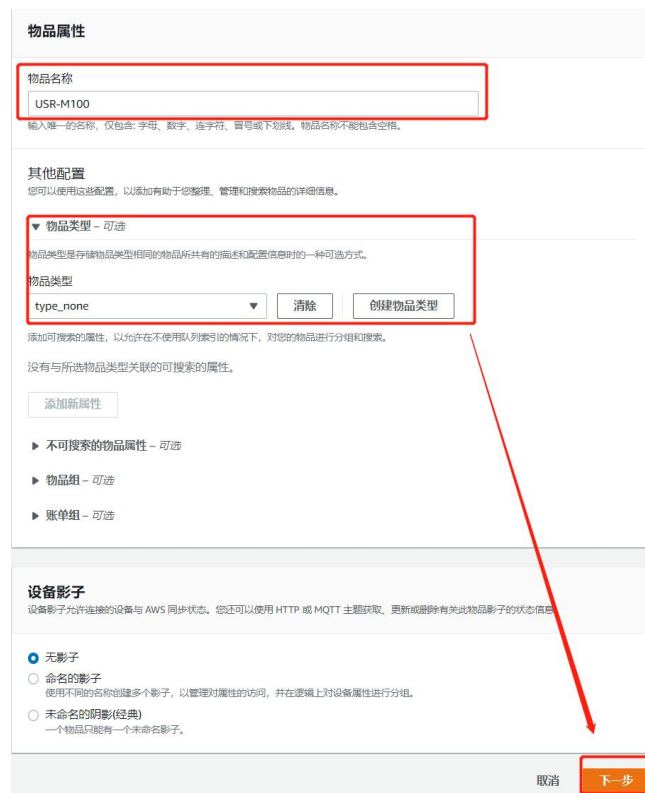 物品属性
物品名称
USR-M100
输入唯一的名称，仅包含: 字母、数字、连字符、冒号或下划线。物品名称不能包含空格。
其他配置
您可以使用这些配置，以添加有助于您整理、管理和搜索物品的详细信息。
▼ 物品类型 – 可选
物品类型是存储物品类型相同的物品所共有的描述和配置信息时的一种可选方式。
物品类型
type_none ▼ 清除 创建物品类型
添加可搜索的属性，以允许在不使用队列索引的情况下，对您的物品进行分组和搜索。
没有与所选物品类型关联的可搜索的属性。
添加新属性
▶ 不可搜索的物品属性 – 可选
▶ 物品组 – 可选
▶ 账单组 – 可选
设备影子
设备影子允许连接的设备与 AWS 同步状态。您还可以使用 HTTP 或 MQTT 主题获取、更新或删除有关此物品影子的状态信息
无影子
命名的影子
使用不同的名称创建多个影子，以管理对属性的访问，并在逻辑上对设备属性进行分组。
未命名的阴影(经典)
一个物品只能有一个未命名影子。
取消 下一步